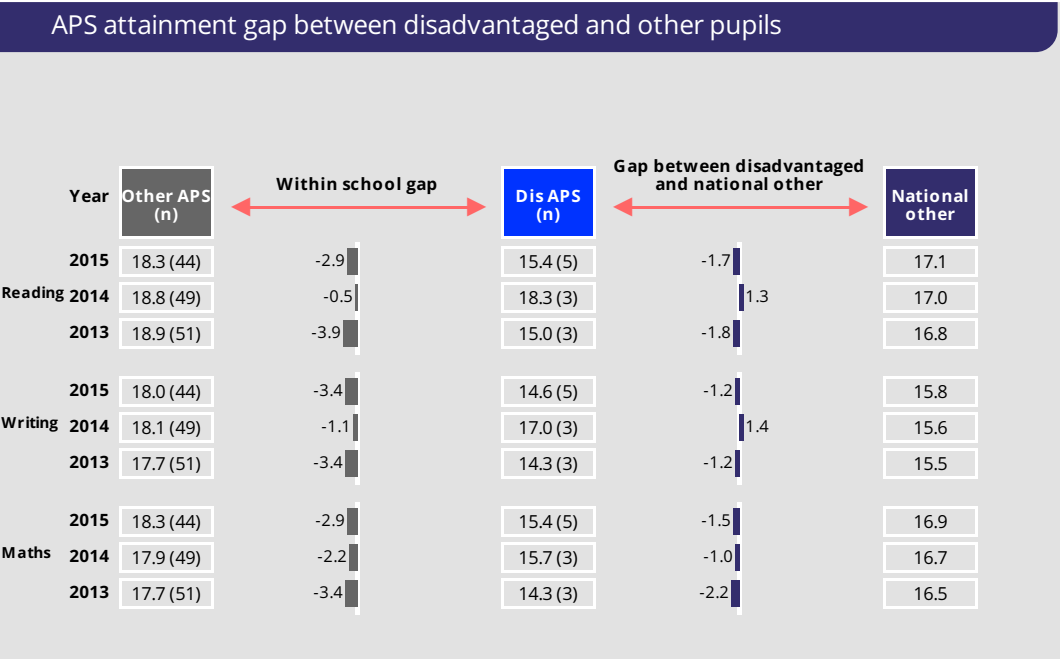 APS attainment gap between disadvantaged and other pupils
Year
Other APS
(n)
Within school gap
Dis APS
(n)
Gap between disadvantaged
and national other
National
other
Reading
2015 18.3 (44) -2.9 15.4 (5) -1.7 17.1
2014 18.8 (49) -0.5 18.3 (3) 1.3 17.0
2013 18.9 (51) -3.9 15.0 (3) -1.8 16.8
Writing
2015 18.0 (44) -3.4 14.6 (5) -1.2 15.8
2014 18.1 (49) -1.1 17.0 (3) 1.4 15.6
2013 17.7 (51) -3.4 14.3 (3) -1.2 15.5
Maths
2015 18.3 (44) -2.9 15.4 (5) -1.5 16.9
2014 17.9 (49) -2.2 15.7 (3) -1.0 16.7
2013 17.7 (51) -3.4 14.3 (3) -2.2 16.5